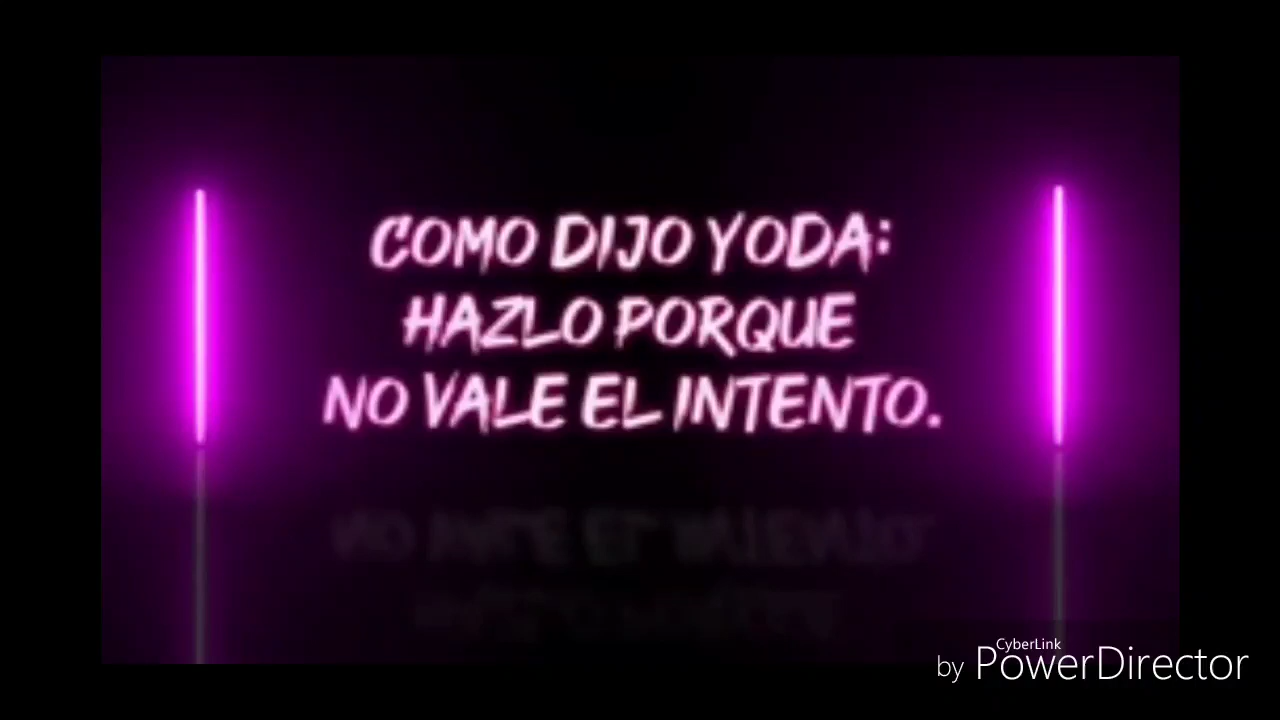 COMO DIJO YODA:
HAZLO PORQUE
NO VALE EL INTENTO.
CyberLink
by PowerDirector